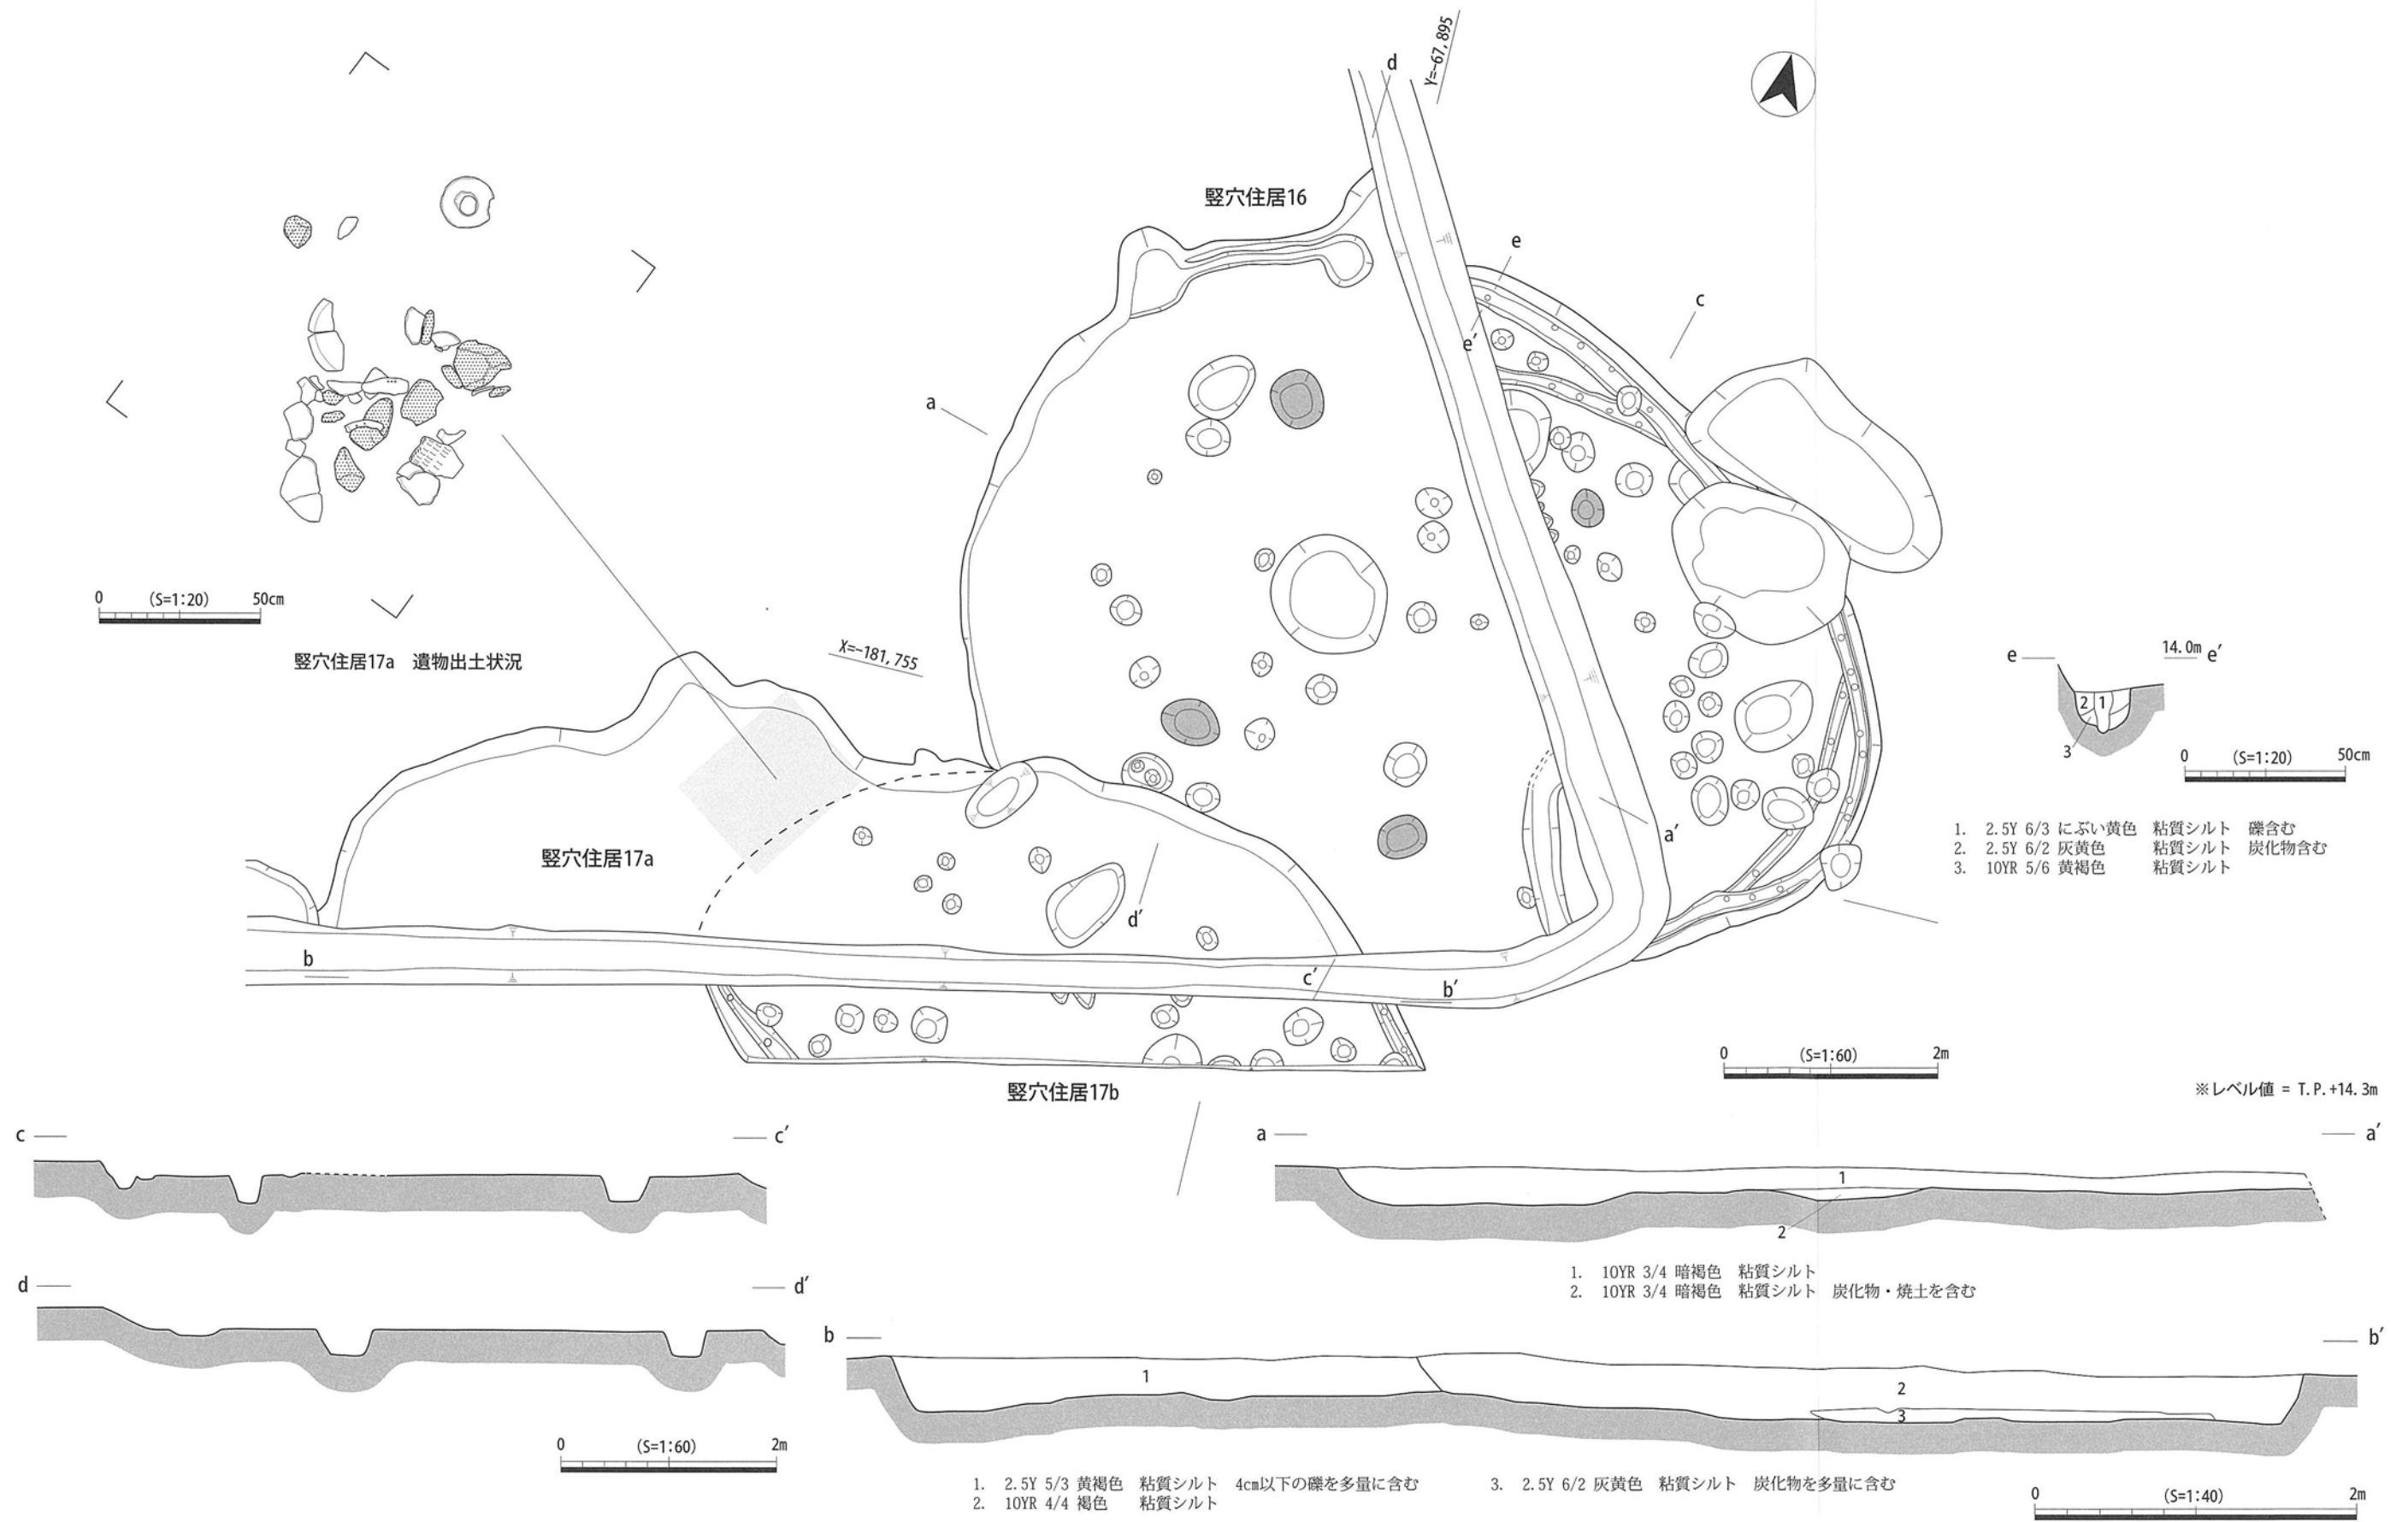 d
Y=-67,895
竪穴住居16
e
c
e′
a
0 (S=1:20) 50cm
竪穴住居17a 遺物出土状況
X=-181,755
e 14.0m e′
2 1
3
0 (S=1:20) 50cm
1. 2.5Y 6/3 にぶい黄色 粘質シルト 礫含む
2. 2.5Y 6/2 灰黄色 粘質シルト 炭化物含む
3. 10YR 5/6 黄褐色 粘質シルト
a′
竪穴住居17a
d′
b
c′
b′
0 (S=1:60) 2m
竪穴住居17b
※レベル値 = T.P.+14.3m
c c′
a a′
1
2
1. 10YR 3/4 暗褐色 粘質シルト
2. 10YR 3/4 暗褐色 粘質シルト 炭化物・焼土を含む
d d′
b b′
1
2
3
0 (S=1:60) 2m
1. 2.5Y 5/3 黄褐色 粘質シルト 4cm以下の礫を多量に含む
2. 10YR 4/4 褐色 粘質シルト
3. 2.5Y 6/2 灰黄色 粘質シルト 炭化物を多量に含む
0 (S=1:40) 2m